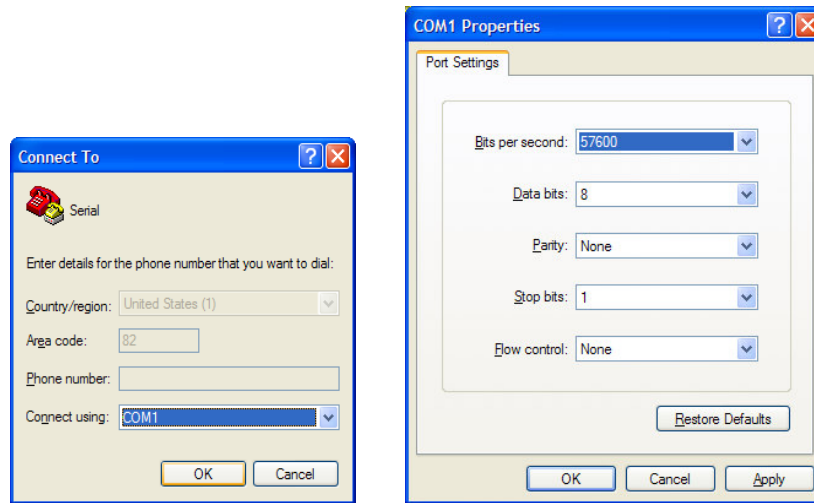 Connect To
Serial
Enter details for the phone number that you want to dial:
Country/region: United States (1)
Area code: 82
Phone number:
Connect using: COM1
OK Cancel
COM1 Properties
Port Settings
Bits per second: 57600
Data bits: 8
Parity: None
Stop bits: 1
Flow control: None
Restore Defaults
OK Cancel Apply